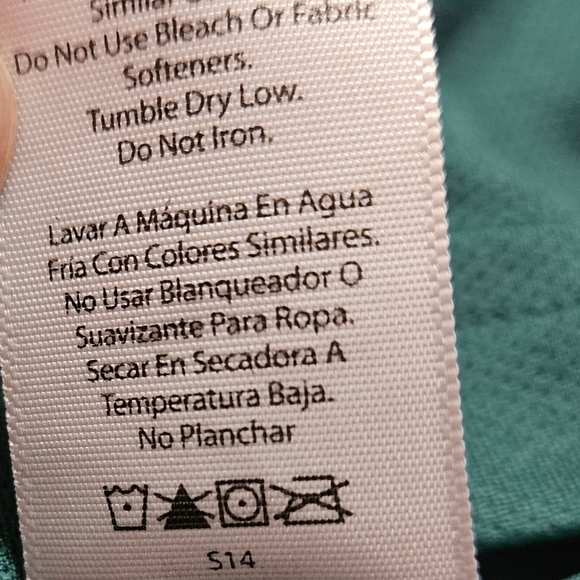 Similar
Do Not Use Bleach Or Fabric
Softeners.
Tumble Dry Low.
Do Not Iron.
Lavar A Máquina En Agua
Fría Con Colores Similares.
No Usar Blanqueador O
Suavizante Para Ropa.
Secar En Secadora A
Temperatura Baja.
No Planchar
S14